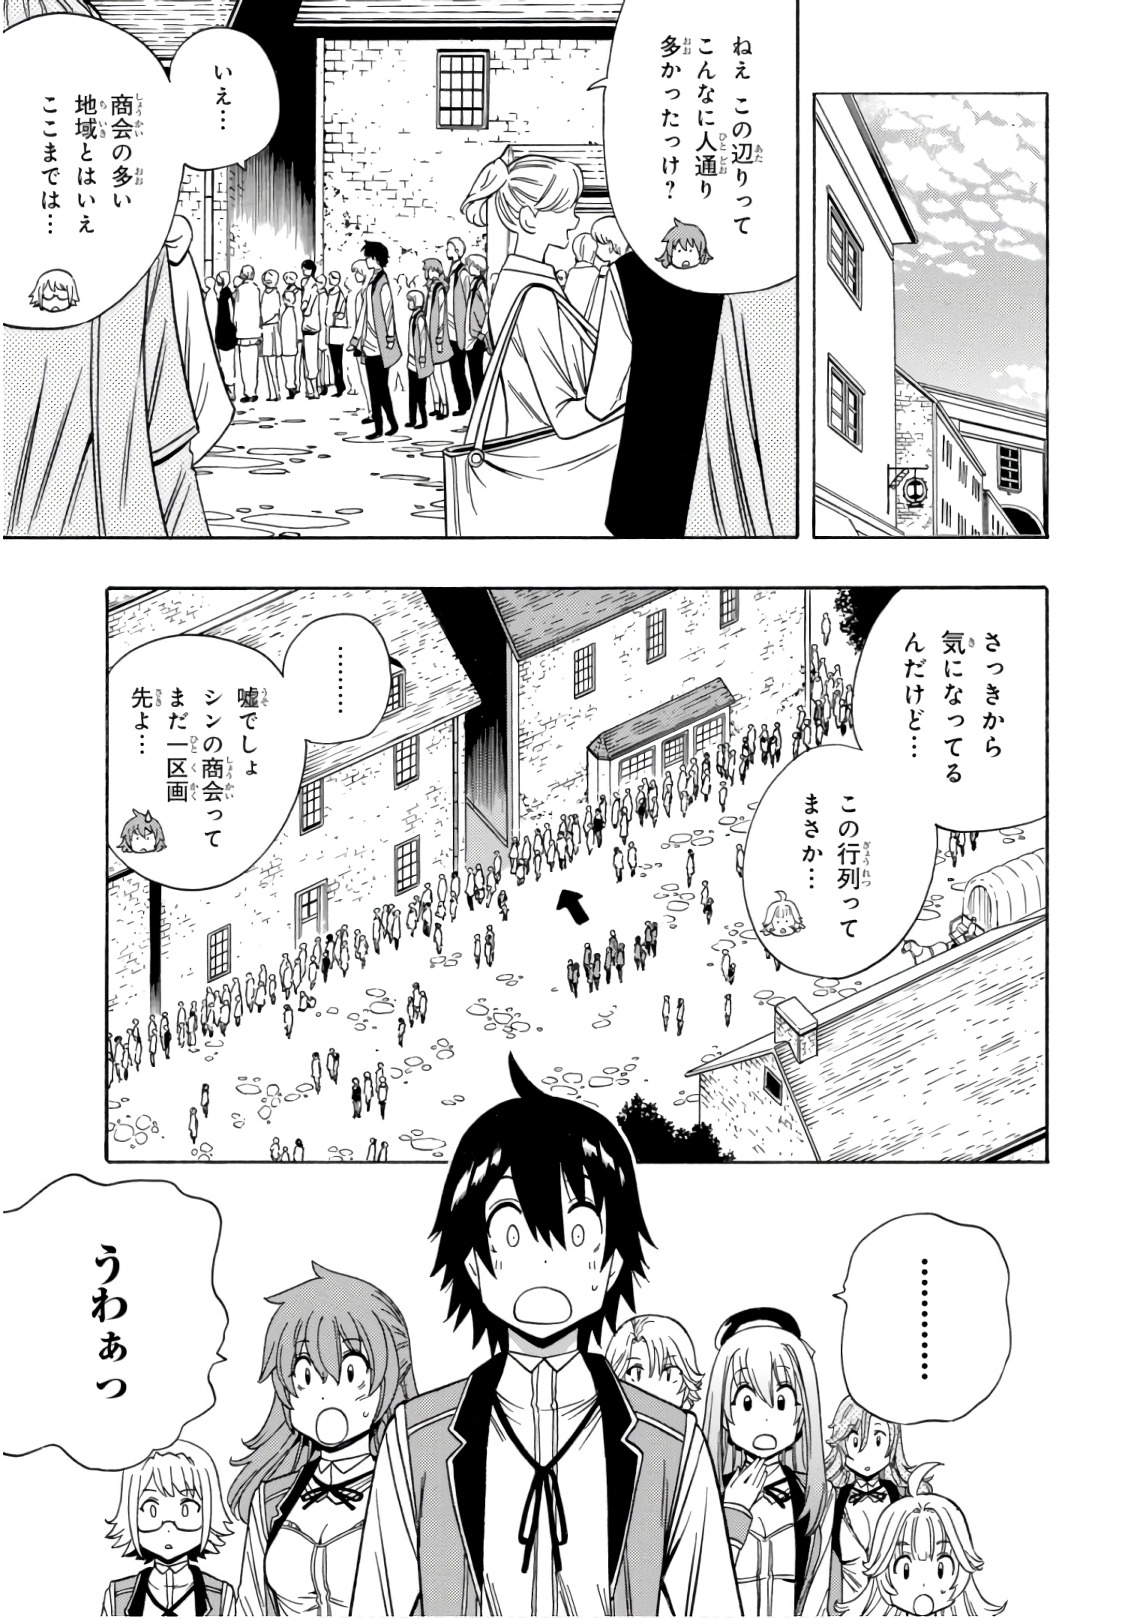 ねえ この辺りって
こんなに人通り
多かったっけ？
いえ…
商会の多い
地域とはいえ
ここまでは…
さっきから
気になってる
んだけど…
この行列って
まさか…
………
嘘でしょ
シンの商会って
まだ一区画
先よ…
…………
うわぁっ